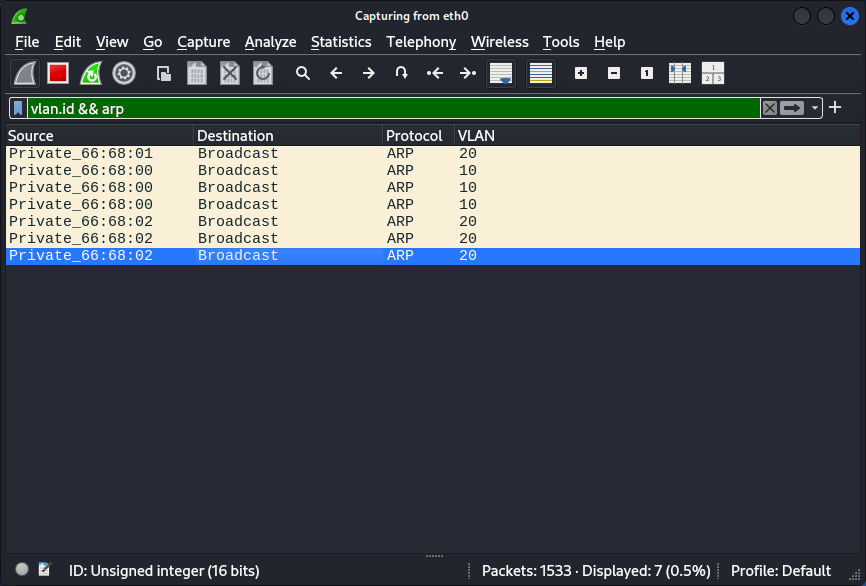 Capturing from eth0
File Edit View Go Capture Analyze Statistics Telephony Wireless Tools Help
1
1
2 3
vlan.id && arp
Source Destination Protocol VLAN
Private_66:68:01 Broadcast ARP 20
Private_66:68:00 Broadcast ARP 10
Private_66:68:00 Broadcast ARP 10
Private_66:68:00 Broadcast ARP 10
Private_66:68:02 Broadcast ARP 20
Private_66:68:02 Broadcast ARP 20
Private_66:68:02 Broadcast ARP 20
ID: Unsigned integer (16 bits) Packets: 1533 · Displayed: 7 (0.5%) Profile: Default